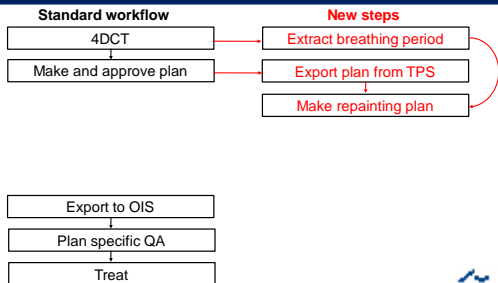 Standard workflow
New steps
4DCT
Extract breathing period
Make and approve plan
Export plan from TPS
Make repainting plan
Export to OIS
Plan specific QA
Treat